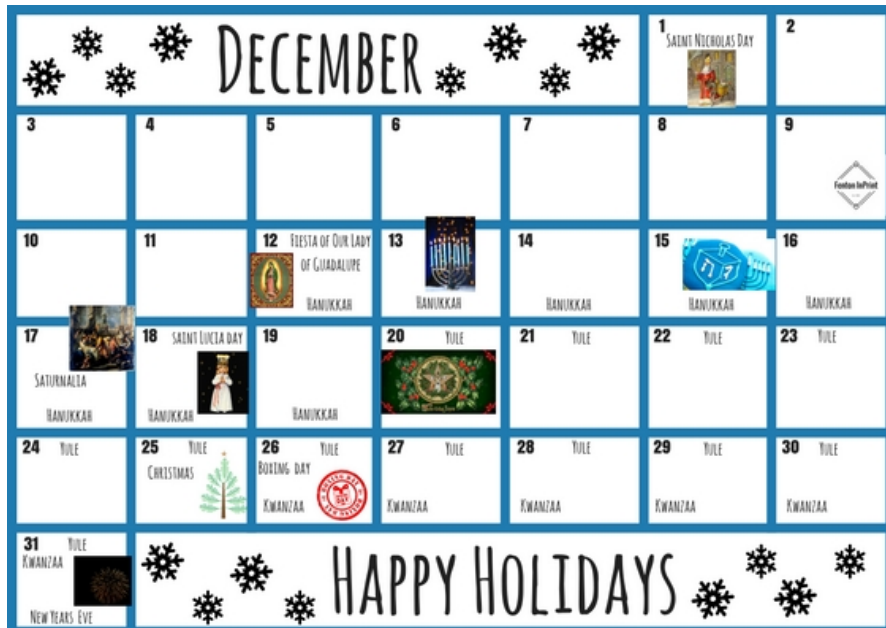 DECEMBER
1
SAINT NICHOLAS DAY
2
3
4
5
6
7
8
9
Fenton InPrint
10
11
12 FIESTA OF OUR LADY
OF GUADALUPE
HANUKKAH
13
HANUKKAH
14
HANUKKAH
15
HANUKKAH
16
HANUKKAH
17
SATURNALIA
HANUKKAH
18 SAINT LUCIA DAY
HANUKKAH
19
HANUKKAH
20 YULE
21 YULE
22 YULE
23 YULE
24 YULE
25 YULE
CHRISTMAS
26 YULE
BOXING DAY
KWANZAA
27 YULE
KWANZAA
28 YULE
KWANZAA
29 YULE
KWANZAA
30 YULE
KWANZAA
31 YULE
KWANZAA
NEW YEARS EVE
HAPPY HOLIDAYS